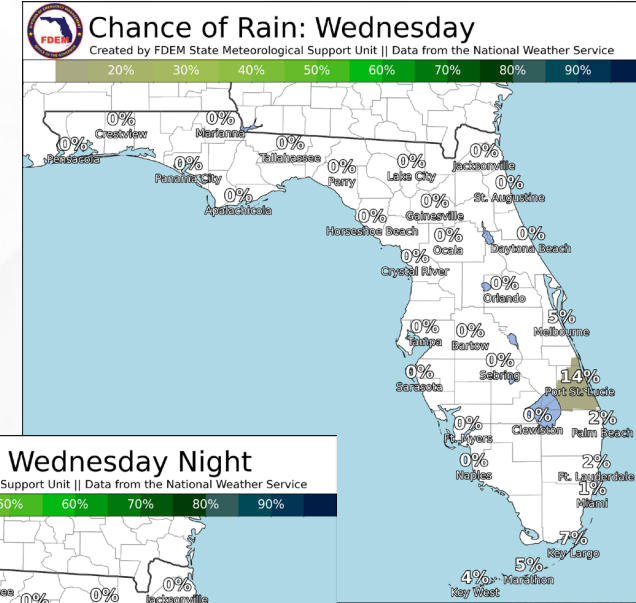 FDEM
Chance of Rain: Wednesday
Created by FDEM State Meteorological Support Unit || Data from the National Weather Service
20% 30% 40% 50% 60% 70% 80% 90%
0%
Crestview
0%
Marianna
0%
Pensacola
0%
Tallahassee
0%
Panama City
0%
Apalachicola
0%
Perry
0%
Lake City
0%
Jacksonville
0%
St. Augustine
0%
Gainesville
0%
Horseshoe Beach
0%
Ocala
0%
Daytona Beach
0%
Crystal River
0%
Orlando
5%
Melbourne
0%
Tampa
0%
Bartow
0%
Sebring
0%
Sarasota
14%
Port St. Lucie
0%
Clewiston
2%
Palm Beach
0%
Ft. Myers
0%
Naples
2%
Ft. Lauderdale
1%
Miami
7%
Key Largo
5%
Marathon
4%
Key West
Wednesday Night
Support Unit || Data from the National Weather Service
50% 60% 70% 80% 90%
0%
Jacksonville
0%
0%
ee